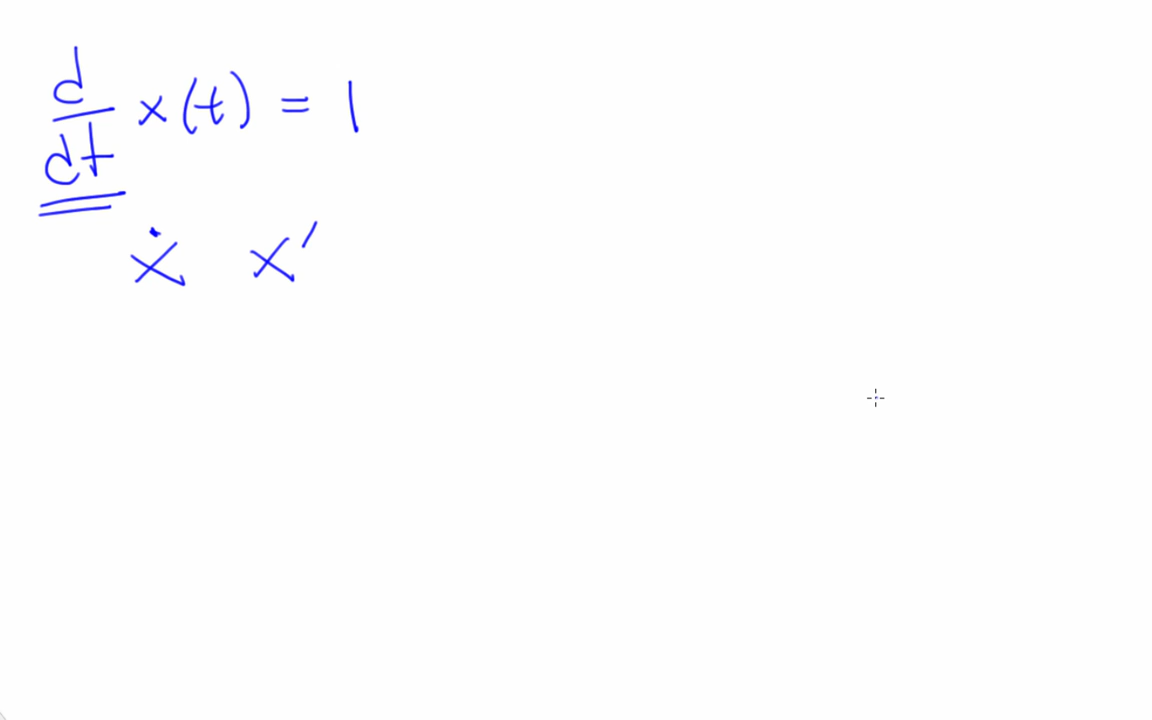 d/dt x(t) = 1
ẋ x′